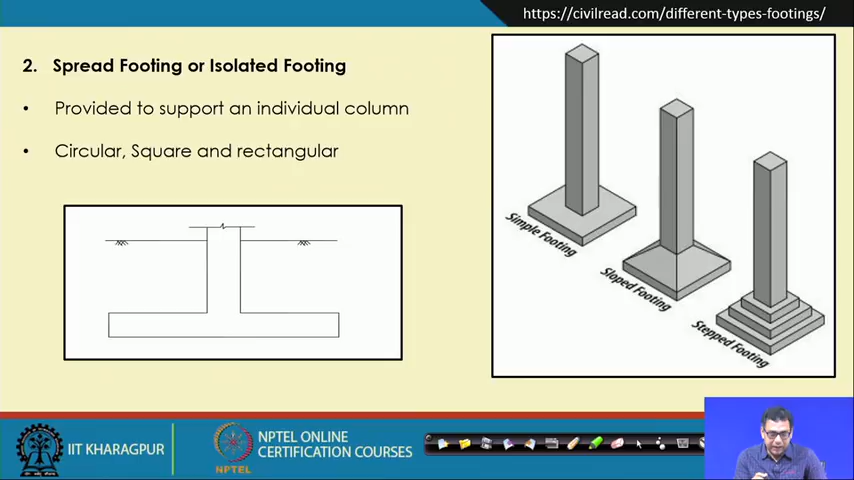 https://civilread.com/different-types-footings/
2. Spread Footing or Isolated Footing
• Provided to support an individual column
• Circular, Square and rectangular
Simple Footing
Sloped Footing
Stepped Footing
IIT KHARAGPUR
NPTEL
NPTEL ONLINE
CERTIFICATION COURSES